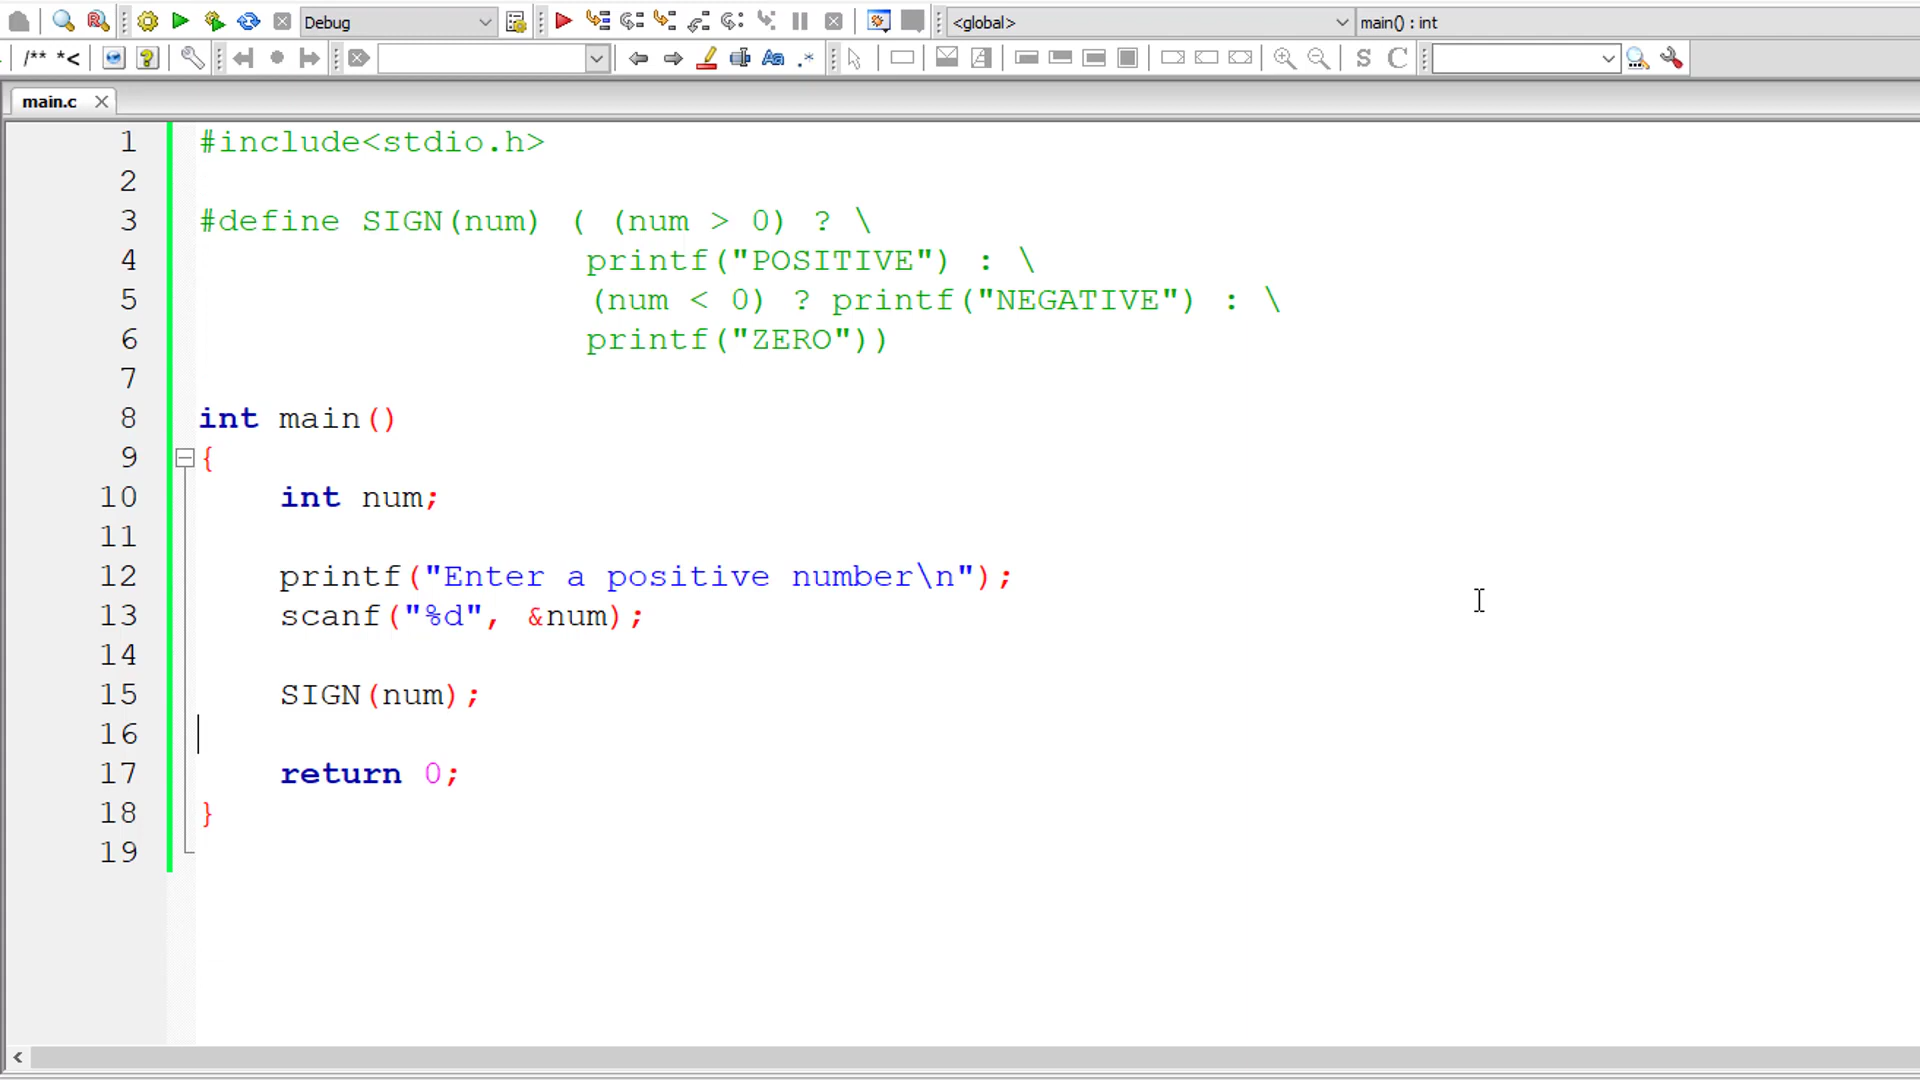 Debug <global> main() : int
/** *< Aa .* S C
main.c
1 #include<stdio.h>
2
3 #define SIGN(num) ( (num > 0) ? \
4 printf("POSITIVE") : \
5 (num < 0) ? printf("NEGATIVE") : \
6 printf("ZERO"))
7
8 int main()
9 {
10 int num;
11
12 printf("Enter a positive number\n");
13 scanf("%d", &num);
14
15 SIGN(num);
16
17 return 0;
18 }
19